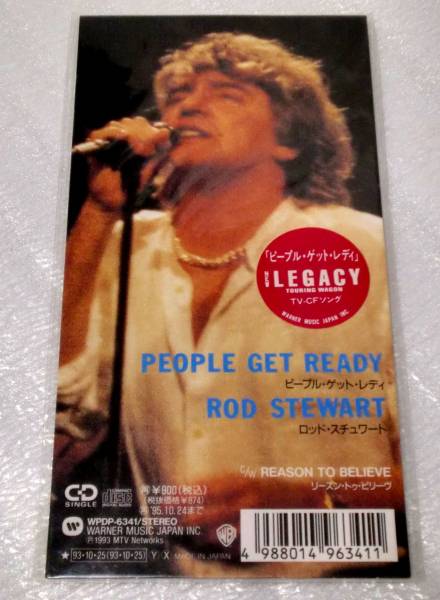 「ピープル・ゲット・レディ」
NEW LEGACY
TOURING WAGON
TV-CFソング
WARNER MUSIC JAPAN INC
PEOPLE GET READY
ピープル・ゲット・レディ
ROD STEWART
ロッド・スチュワート
C/W REASON TO BELIEVE
リーズン・トゥ・ビリーヴ
CD SINGLE
COMPACT disc DIGITAL AUDIO
¥900(税込)
(税抜価格¥874)
'95.10.24まで
WPDP-6341/STEREO
WARNER MUSIC JAPAN INC
Ⓟ1993 MTV Networks
★(93・10・25)(93・10・25) Y X MADE IN JAPAN
4 988014 963411